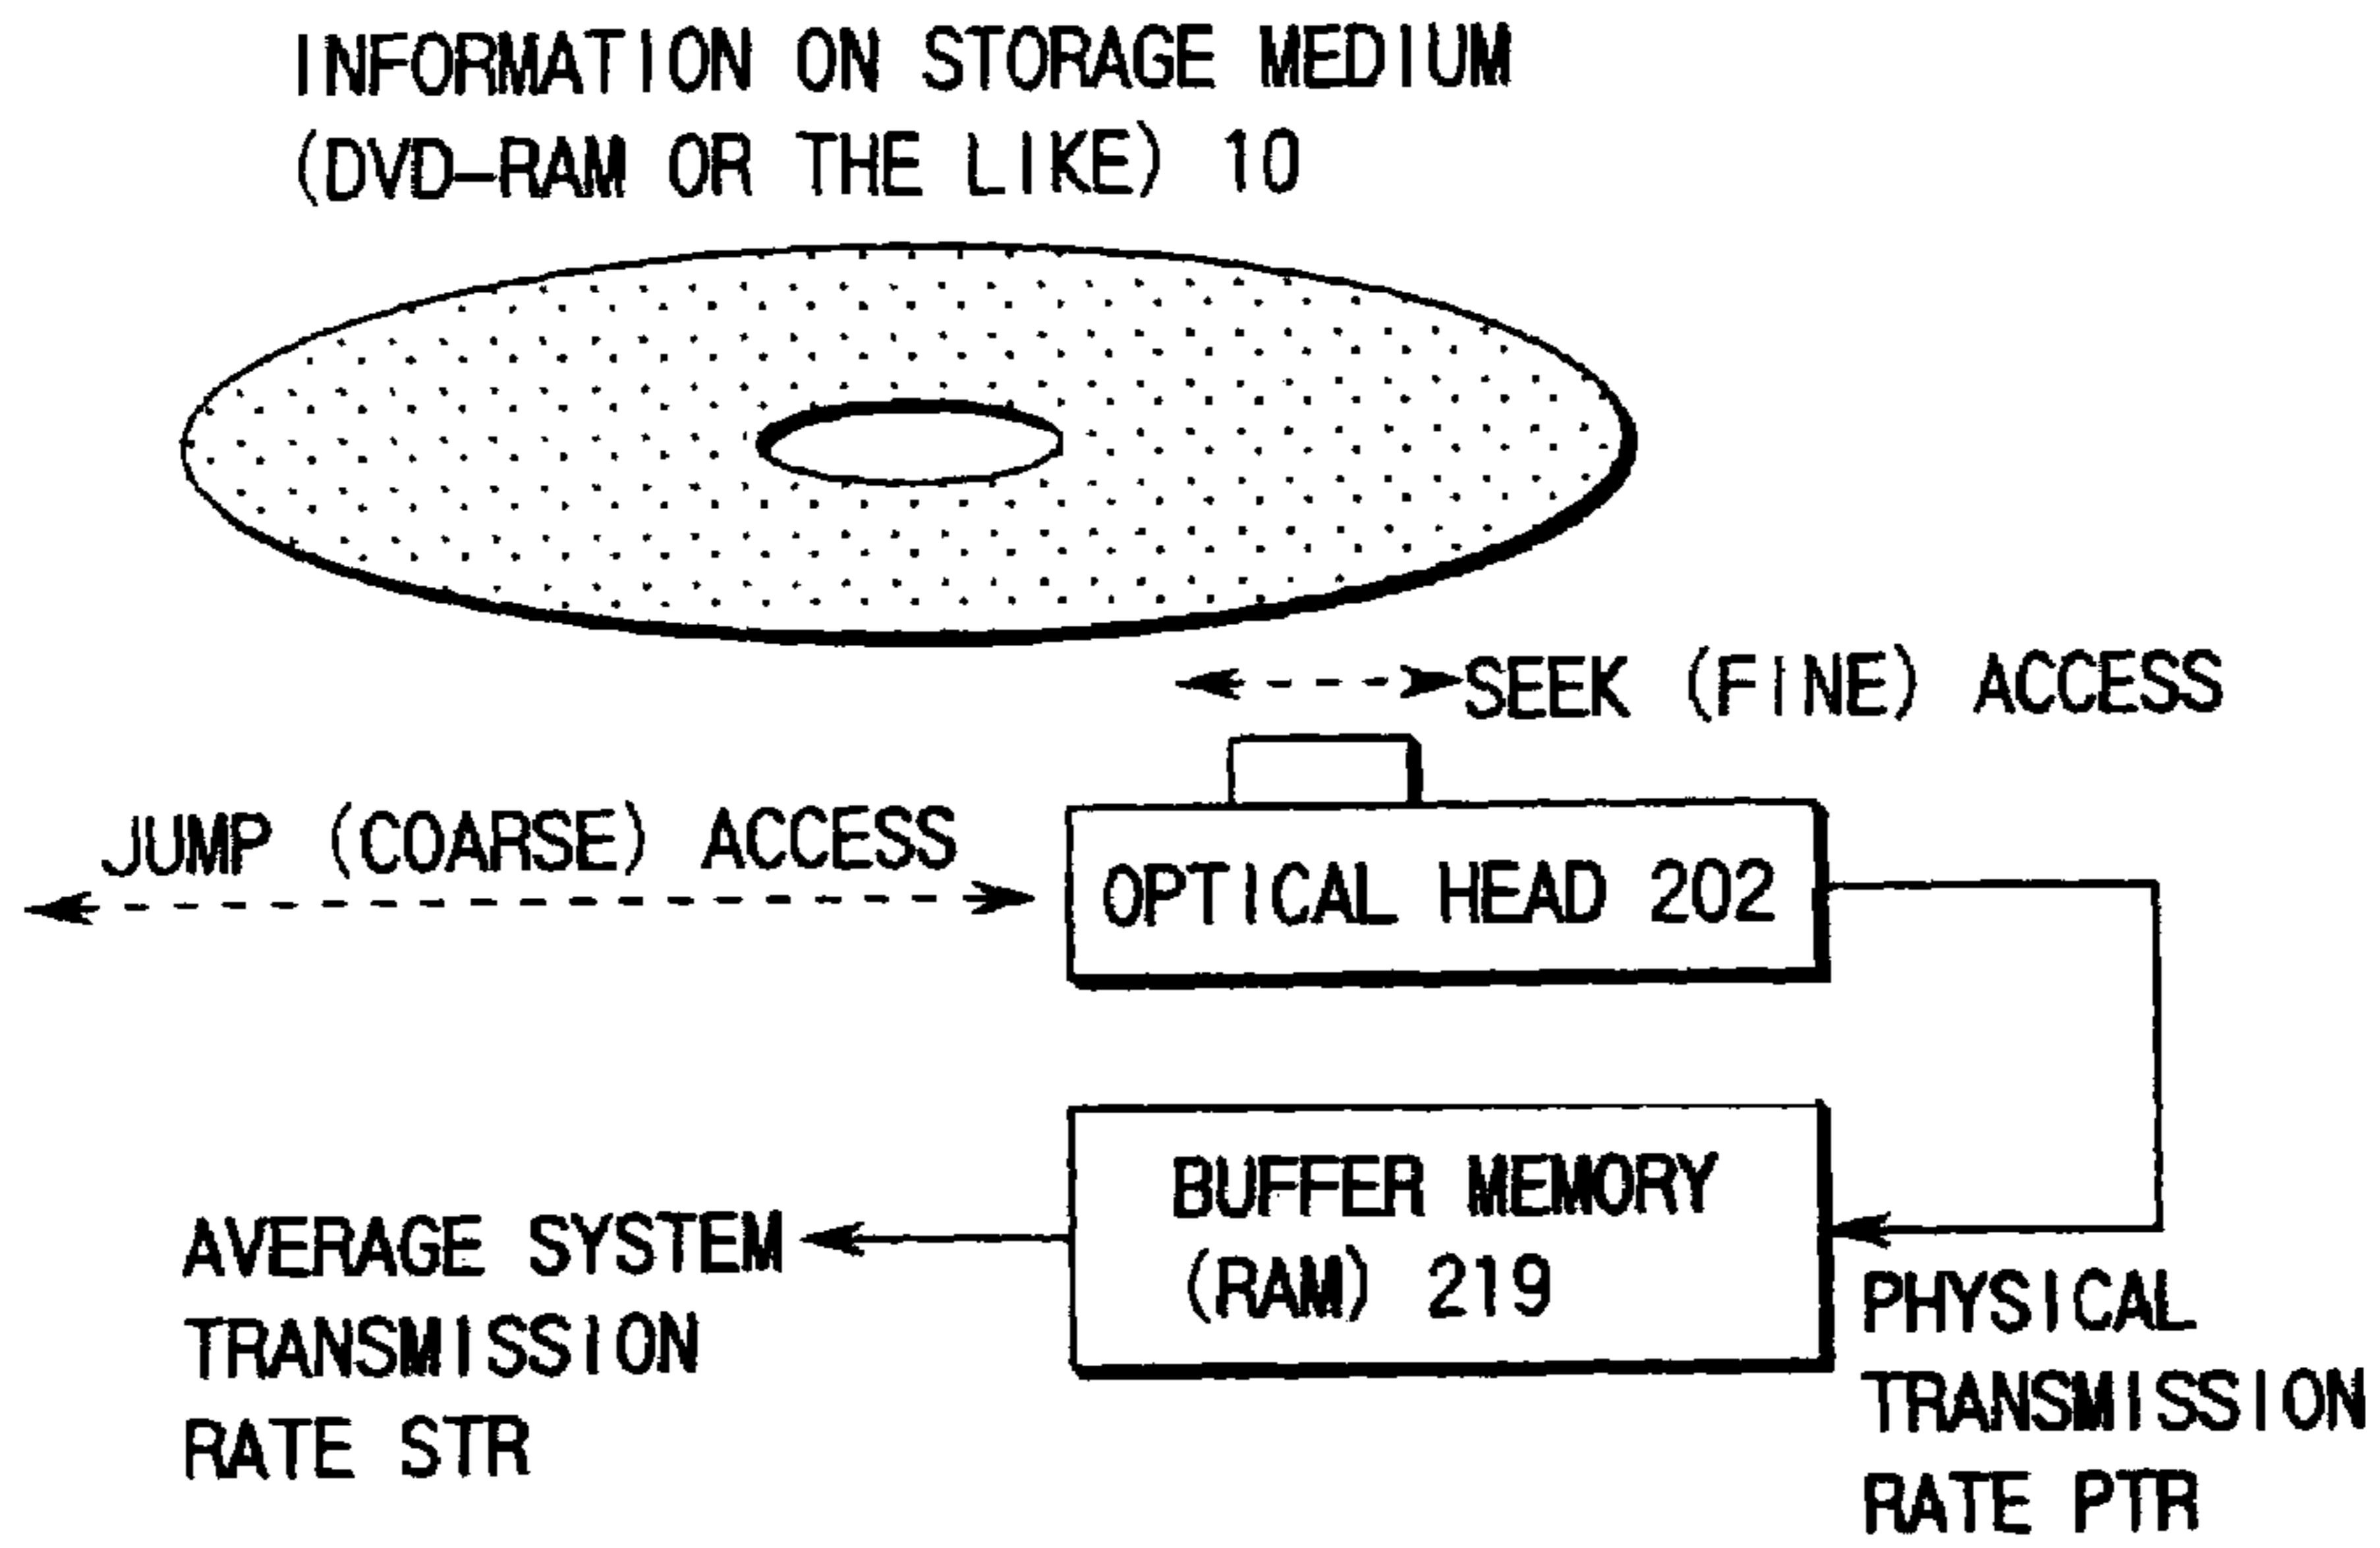 INFORMATION ON STORAGE MEDIUM
(DVD-RAM OR THE LIKE) 10
SEEK (FINE) ACCESS
JUMP (COARSE) ACCESS
OPTICAL HEAD 202
BUFFER MEMORY
(RAM) 219
AVERAGE SYSTEM
TRANSMISSION
RATE STR
PHYSICAL
TRANSMISSION
RATE PTR